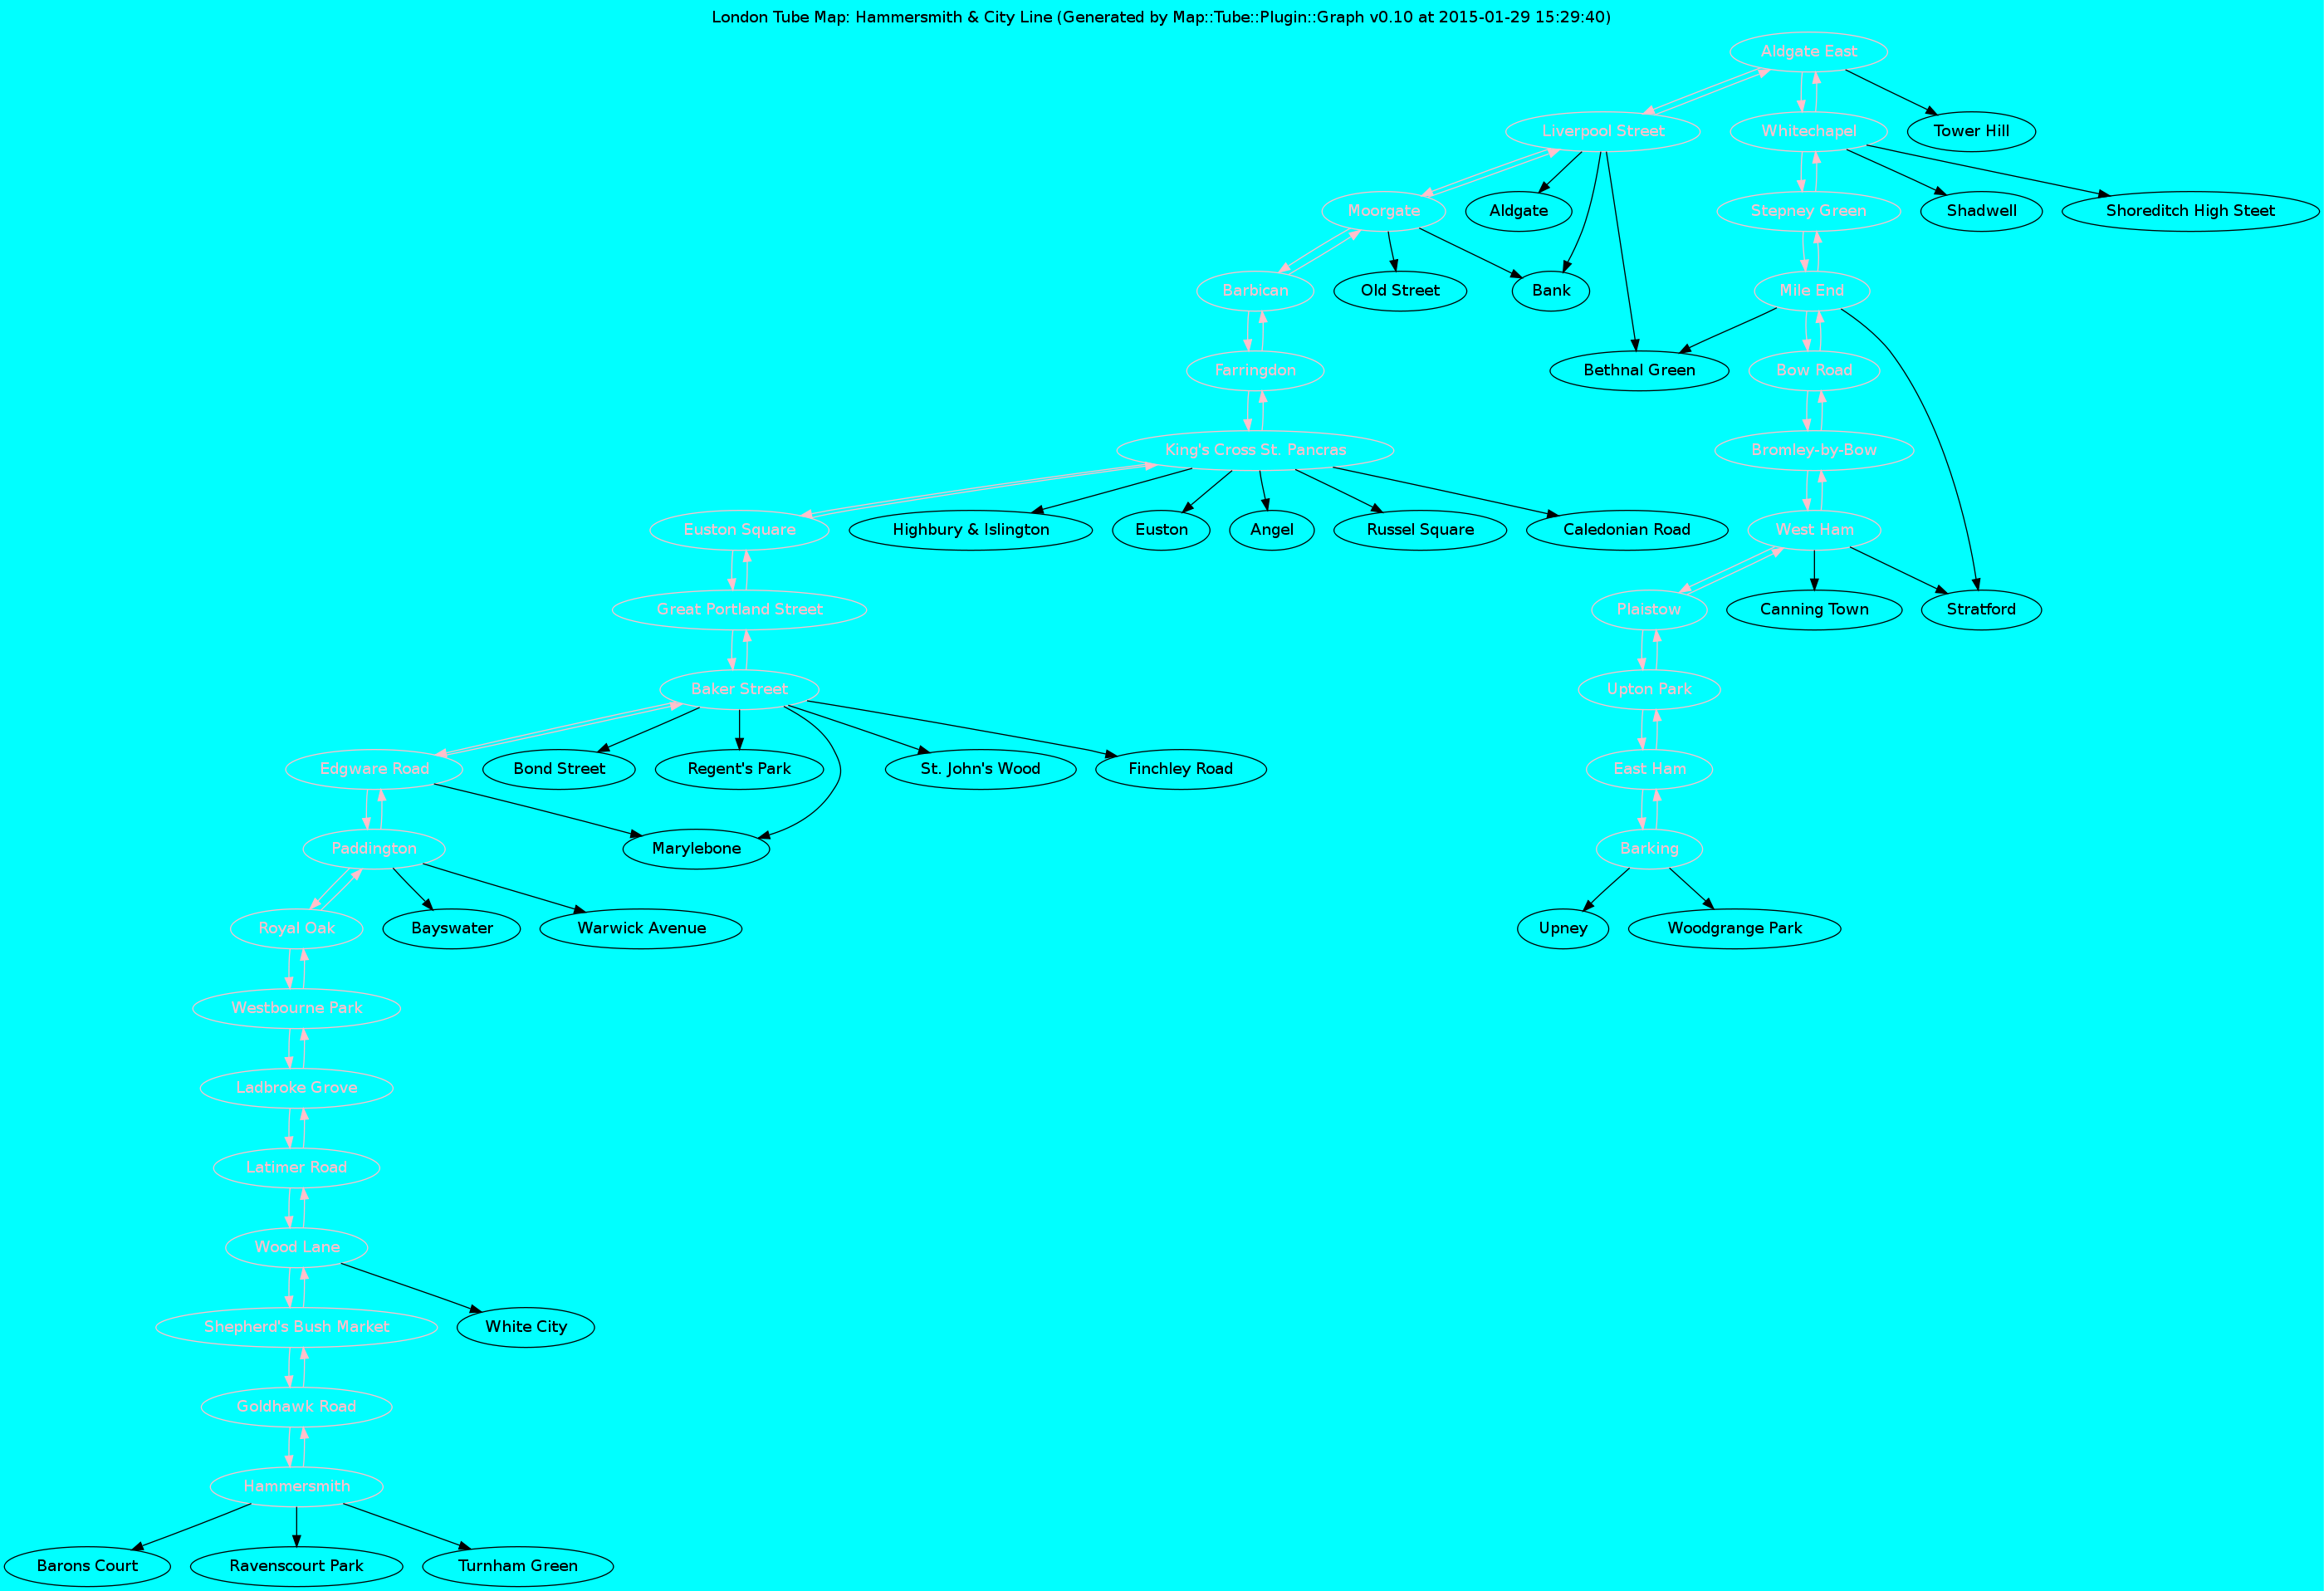 London Tube Map: Hammersmith & City Line (Generated by Map::Tube::Plugin::Graph v0.10 at 2015-01-29 15:29:40)
Aldgate East
Liverpool Street
Whitechapel
Tower Hill
Moorgate
Aldgate
Stepney Green
Shadwell
Shoreditch High Steet
Barbican
Old Street
Bank
Mile End
Farringdon
Bethnal Green
Bow Road
King's Cross St. Pancras
Bromley-by-Bow
Euston Square
Highbury & Islington
Euston
Angel
Russel Square
Caledonian Road
West Ham
Great Portland Street
Plaistow
Canning Town
Stratford
Baker Street
Upton Park
Edgware Road
Bond Street
Regent's Park
St. John's Wood
Finchley Road
East Ham
Paddington
Marylebone
Barking
Royal Oak
Bayswater
Warwick Avenue
Upney
Woodgrange Park
Westbourne Park
Ladbroke Grove
Latimer Road
Wood Lane
Shepherd's Bush Market
White City
Goldhawk Road
Hammersmith
Barons Court
Ravenscourt Park
Turnham Green